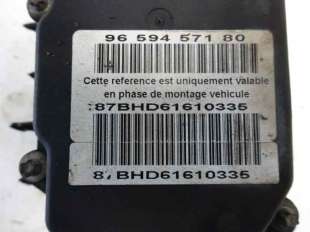 96 594 571 80
Cette reference est uniquement valable
en phase de montage vehicule
87BHD61610335
87BHD61610335